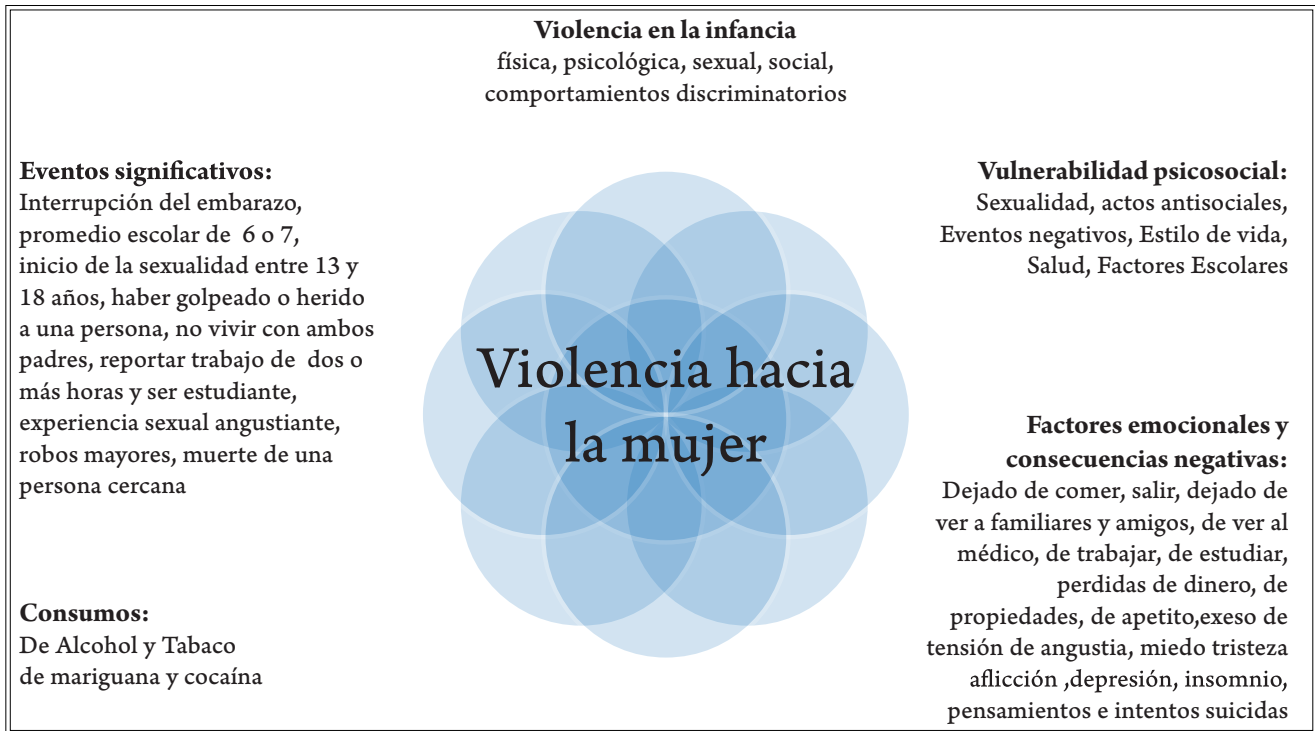 Violencia en la infancia
física, psicológica, sexual, social,
comportamientos discriminatorios
Eventos significativos:
Interrupción del embarazo,
promedio escolar de 6 o 7,
inicio de la sexualidad entre 13 y
18 años, haber golpeado o herido
a una persona, no vivir con ambos
padres, reportar trabajo de dos o
más horas y ser estudiante,
experiencia sexual angustiante,
robos mayores, muerte de una
persona cercana
Consumos:
De Alcohol y Tabaco
de mariguana y cocaína
Violencia hacia
la mujer
Vulnerabilidad psicosocial:
Sexualidad, actos antisociales,
Eventos negativos, Estilo de vida,
Salud, Factores Escolares
Factores emocionales y
consecuencias negativas:
Dejado de comer, salir, dejado de
ver a familiares y amigos, de ver al
médico, de trabajar, de estudiar,
perdidas de dinero, de
propiedades, de apetito,exeso de
tensión de angustia, miedo tristeza
aflicción ,depresión, insomnio,
pensamientos e intentos suicidas